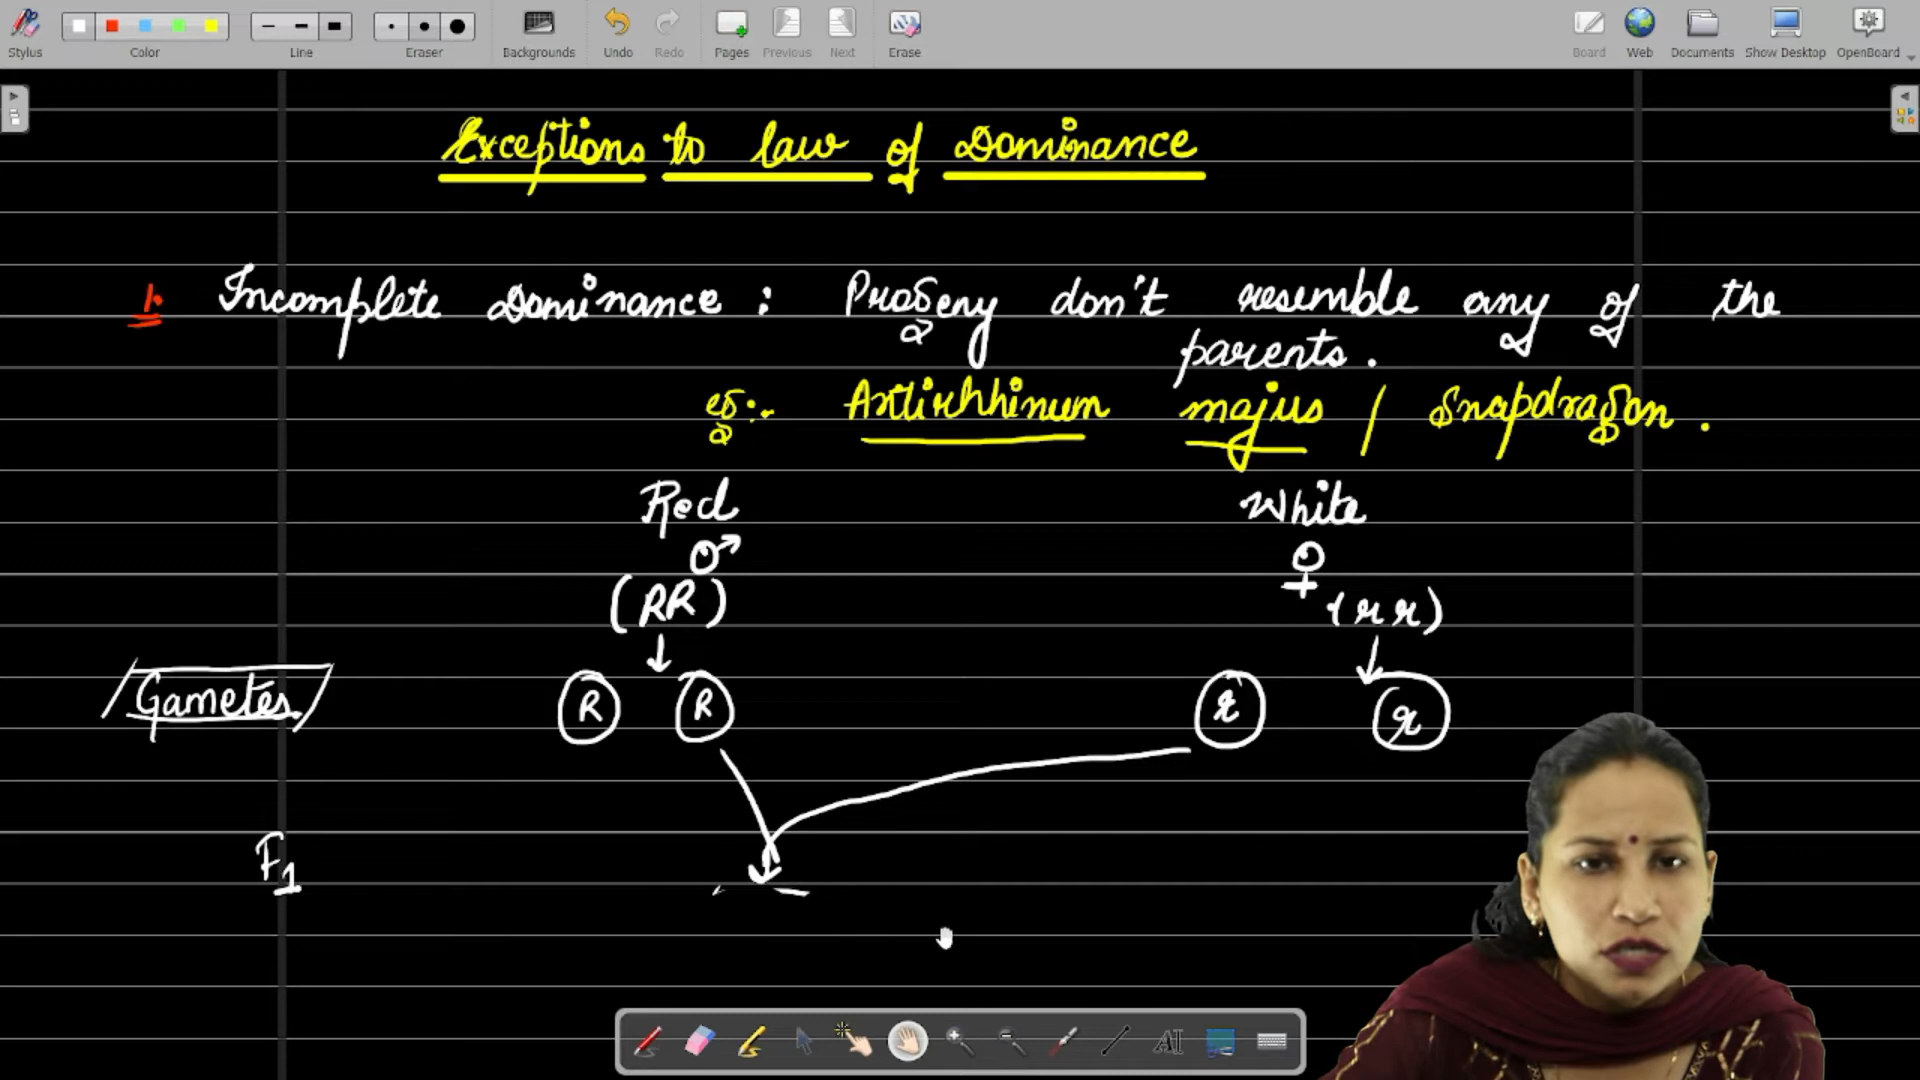 Stylus Color Line Eraser Backgrounds Undo Redo Pages Previous Next Erase Board Web Documents Show Desktop OpenBoard
Exceptions to law of Dominance
1. Incomplete Dominance : Progeny don't resemble any of the
parents.
eg:- Antirrhinum majus / Snapdragon.
Red White
♂ ♀
(RR) (rr)
Gametes R R r r
F1